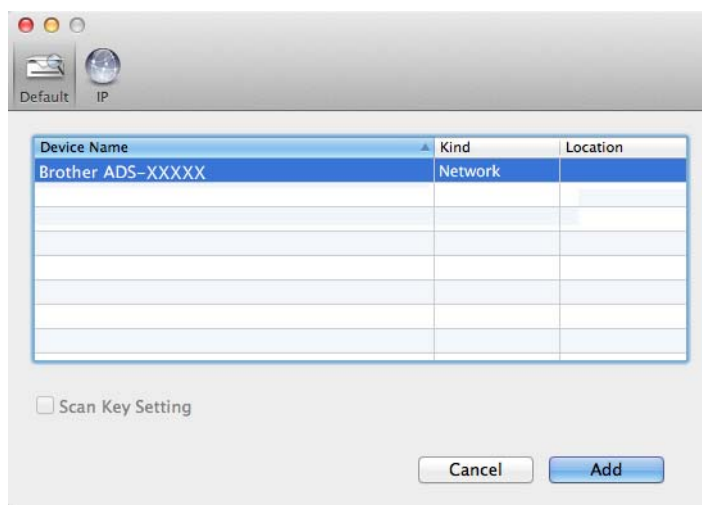 Default IP
Device Name Kind Location
Brother ADS-XXXXX Network
Scan Key Setting
Cancel Add